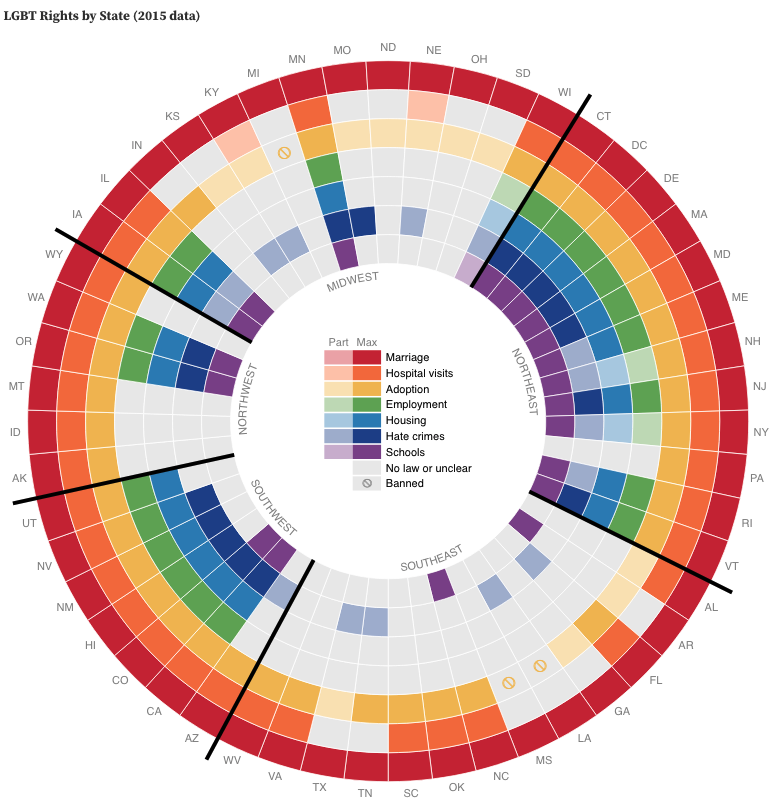 LGBT Rights by State (2015 data)
ND
NE
OH
SD
WI
CT
DC
DE
MA
MD
ME
NH
NJ
NY
PA
RI
VT
AL
AR
FL
GA
LA
MS
NC
OK
SC
TN
TX
VA
WV
AZ
CA
CO
HI
NM
NV
UT
AK
ID
MT
OR
WA
WY
IA
IL
IN
KS
KY
MI
MN
MO
MIDWEST
NORTHEAST
SOUTHEAST
SOUTHWEST
NORTHWEST
Part Max
Marriage
Hospital visits
Adoption
Employment
Housing
Hate crimes
Schools
No law or unclear
Banned